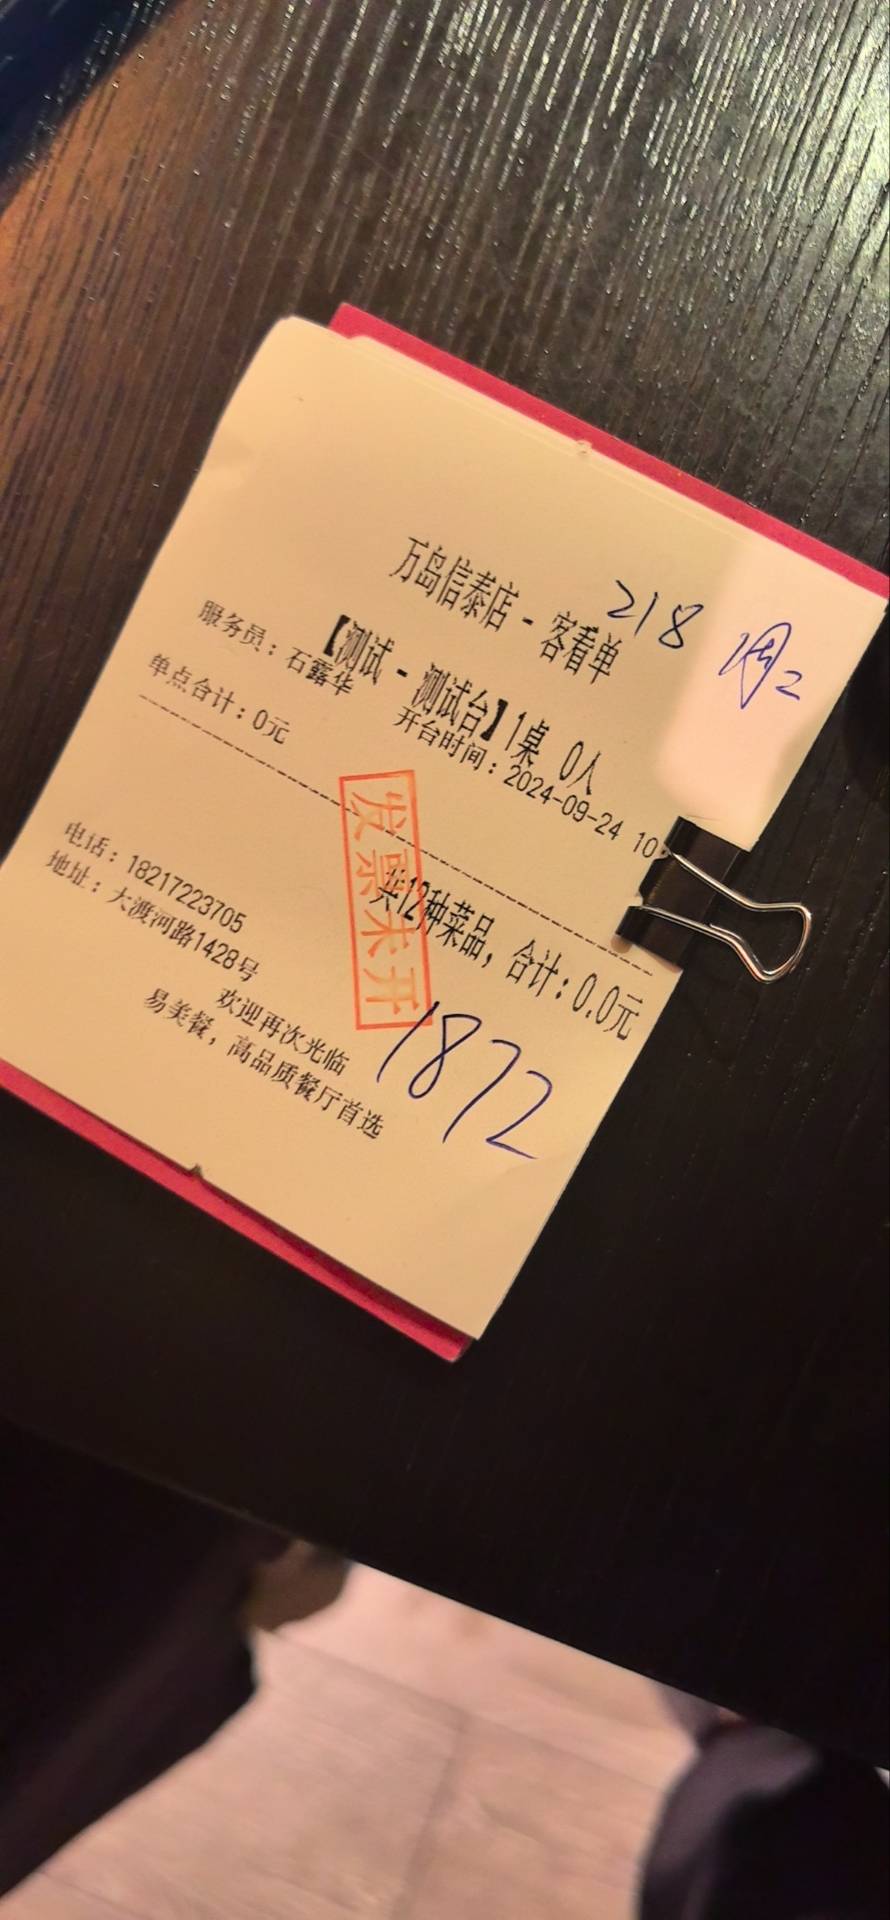 万岛信泰店 - 客看单
218
周2
【测试 - 测试台】1桌 0人
服务员：石露华
开台时间：2024-09-24 10
单点合计：0元
共12种菜品，合计：0.0元
发票未开
1872
电话：18217223705
地址：大渡河路1428号
欢迎再次光临
易美餐，高品质餐厅首选